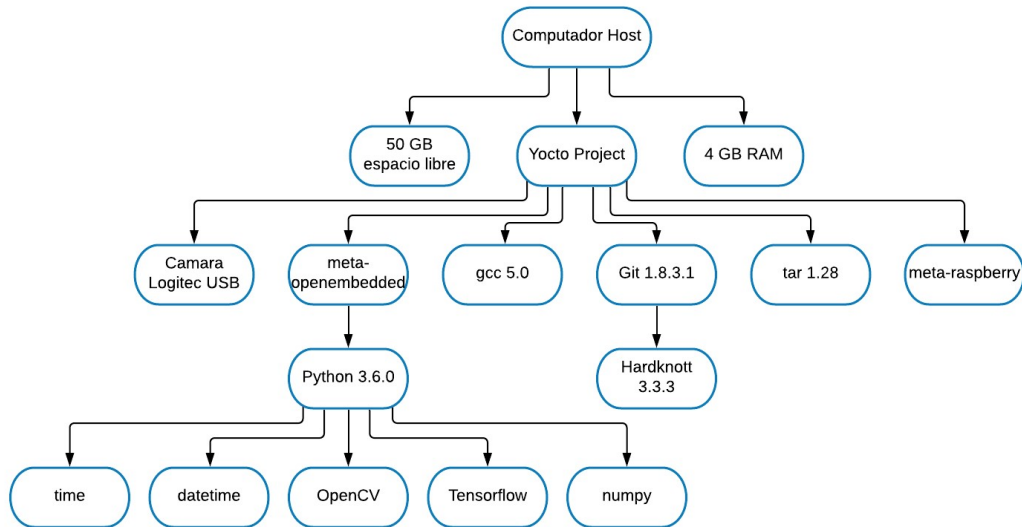 Computador Host
50 GB
espacio libre
Yocto Project
4 GB RAM
Camara
Logitec USB
meta-
openembedded
gcc 5.0
Git 1.8.3.1
tar 1.28
meta-raspberry
Python 3.6.0
Hardknott
3.3.3
time
datetime
OpenCV
Tensorflow
numpy